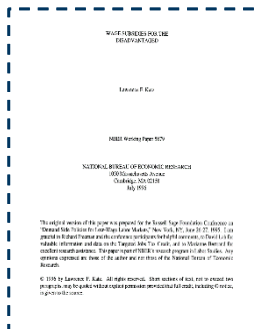 WAGE SUBSIDIES FOR THE
DISADVANTAGED
Lawrence F. Katz
NBER Working Paper 5679
NATIONAL BUREAU OF ECONOMIC RESEARCH
1050 Massachusetts Avenue
Cambridge, MA 02138
July 1996
The original version of this paper was prepared for the Russell Sage Foundation Conference on
"Demand Side Policies for Low-Wage Labor Markets," New York, NY, June 26-27, 1995. I am
grateful to Richard Freeman and the conference participants for helpful comments, to
valuable information and data on the Targeted Jobs Tax Credit, and to Marianne Bertrand for
excellent research assistance. This paper is part of NBER's research program in Labor Studies. Any
opinions expressed are those of the author and not those of the National Bureau of Economic
Research.
© 1996 by Lawrence F. Katz. All rights reserved. Short sections of text, not to exceed two
paragraphs, may be quoted without explicit permission provided that full credit, including © notice,
is given to the source.